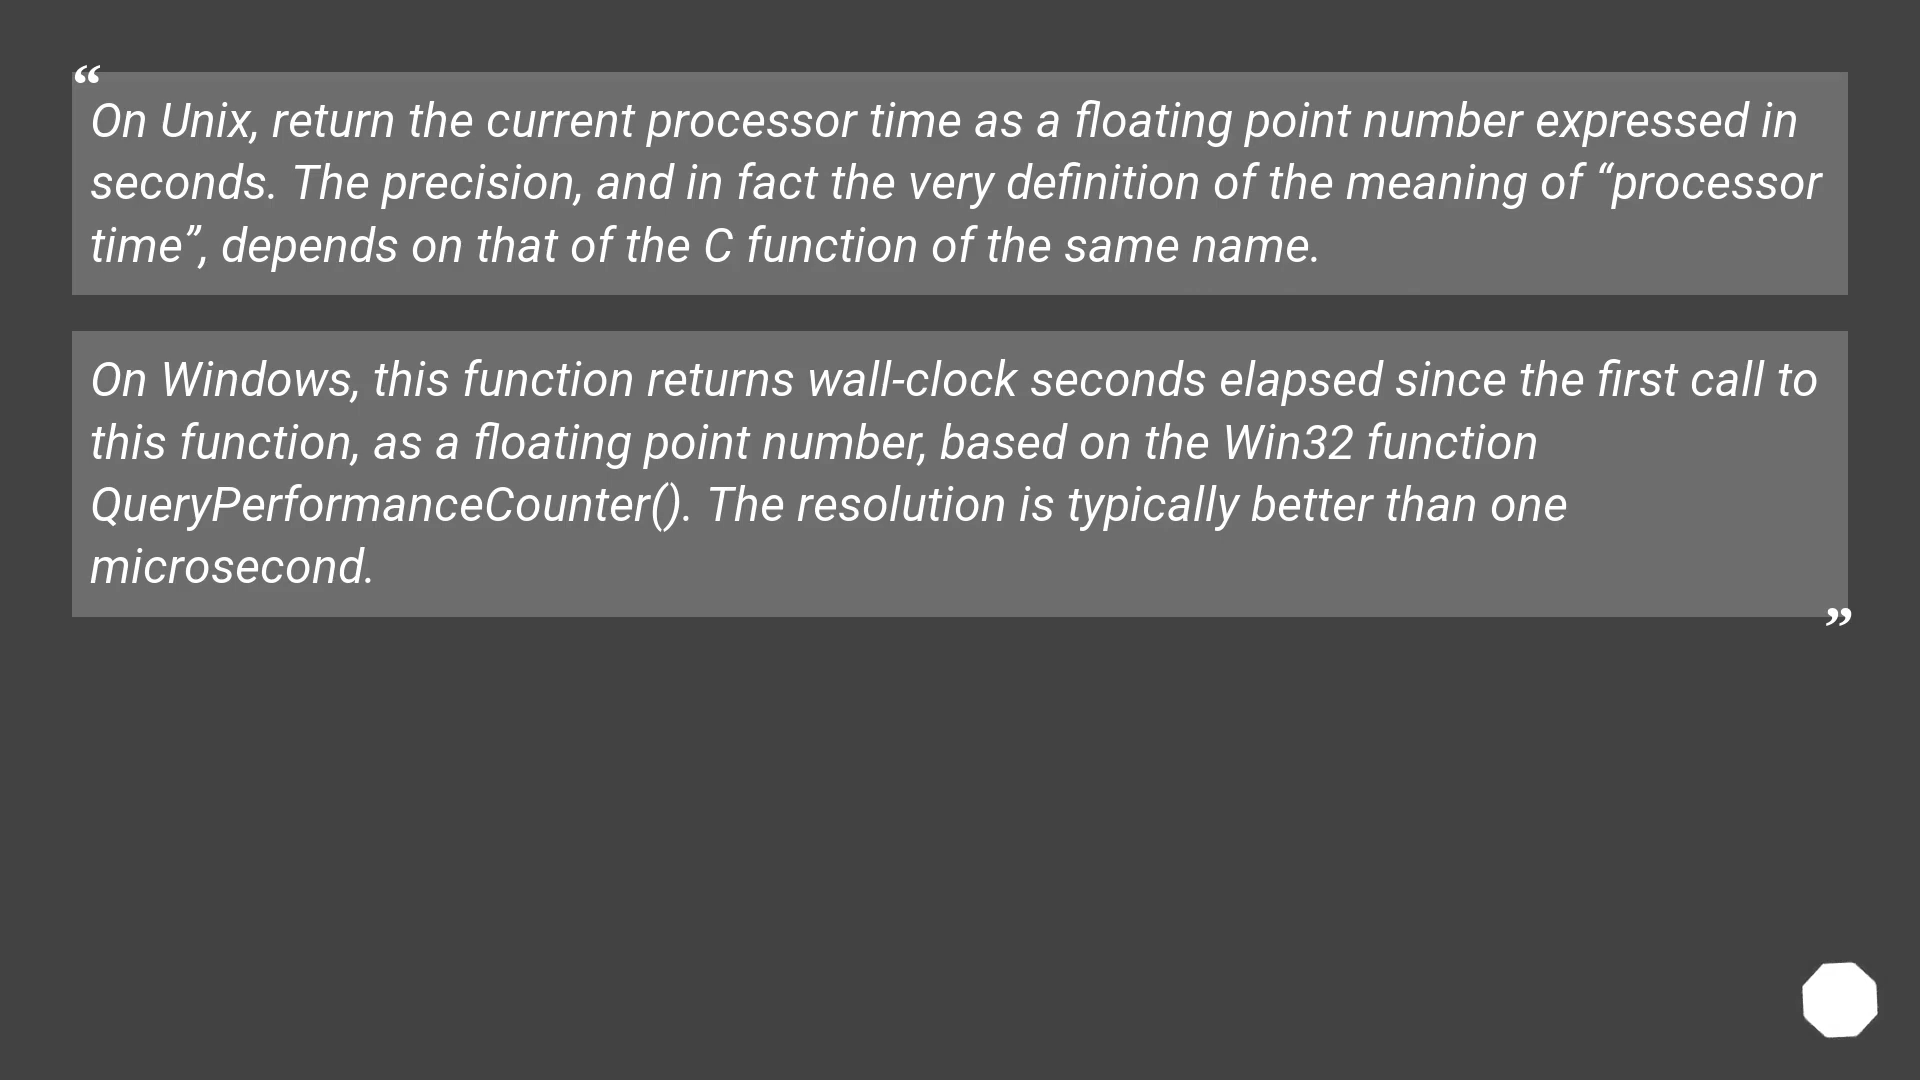 “
On Unix, return the current processor time as a floating point number expressed in
seconds. The precision, and in fact the very definition of the meaning of “processor
time”, depends on that of the C function of the same name.
On Windows, this function returns wall-clock seconds elapsed since the first call to
this function, as a floating point number, based on the Win32 function
QueryPerformanceCounter(). The resolution is typically better than one
microsecond.
”